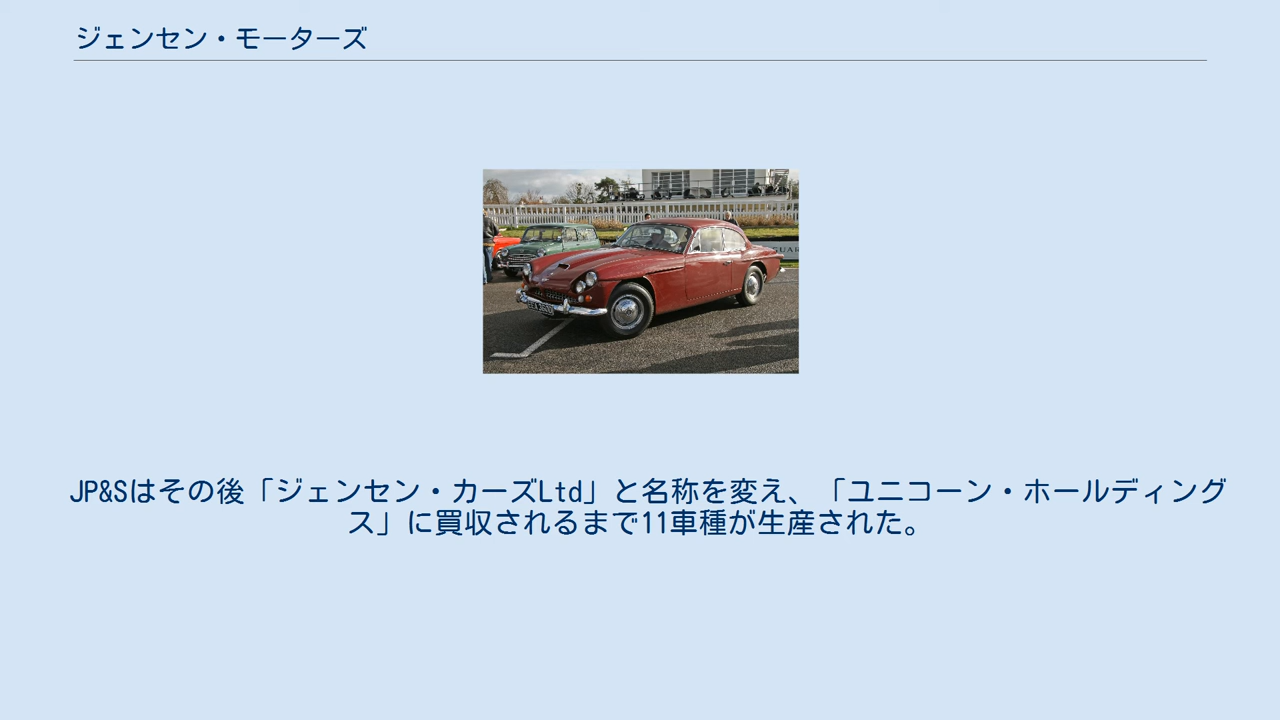 ジェンセン・モーターズ
JP&Sはその後「ジェンセン・カーズLtd」と名称を変え、「ユニコーン・ホールディング
ス」に買収されるまで11車種が生産された。